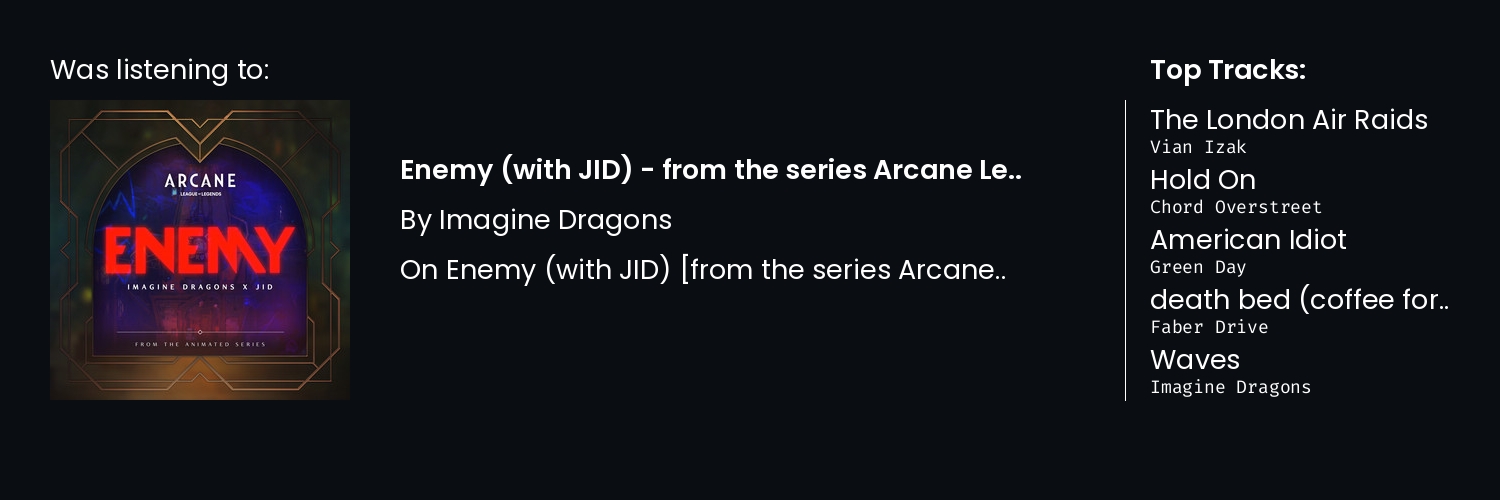 Was listening to:
ARCANE
LEAGUE OF LEGENDS
ENEMY
IMAGINE DRAGONS X JID
FROM THE ANIMATED SERIES
Enemy (with JID) - from the series Arcane Le..
By Imagine Dragons
On Enemy (with JID) [from the series Arcane..
Top Tracks:
The London Air Raids
Vian Izak
Hold On
Chord Overstreet
American Idiot
Green Day
death bed (coffee for..
Faber Drive
Waves
Imagine Dragons